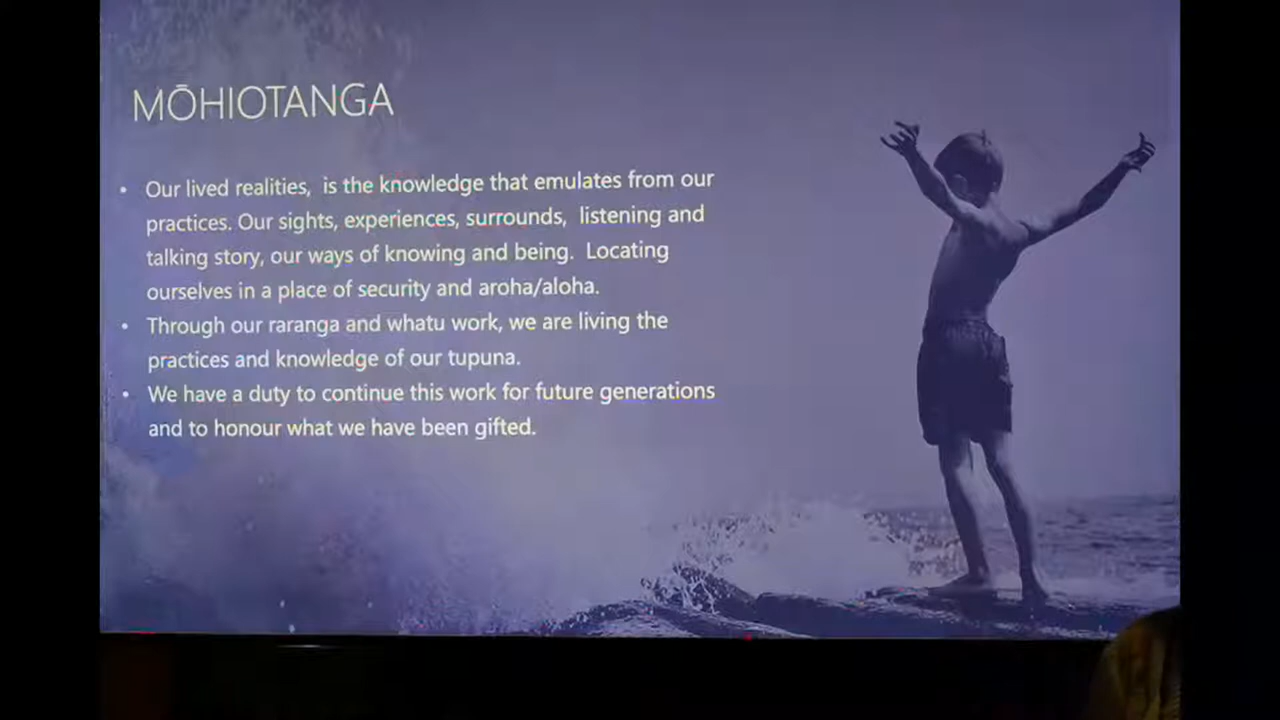 MŌHIOTANGA
• Our lived realities,  is the knowledge that emulates from our
practices. Our sights, experiences, surrounds,  listening and
talking story, our ways of knowing and being.  Locating
ourselves in a place of security and aroha/aloha.
• Through our raranga and whatu work, we are living the
practices and knowledge of our tupuna.
• We have a duty to continue this work for future generations
and to honour what we have been gifted.